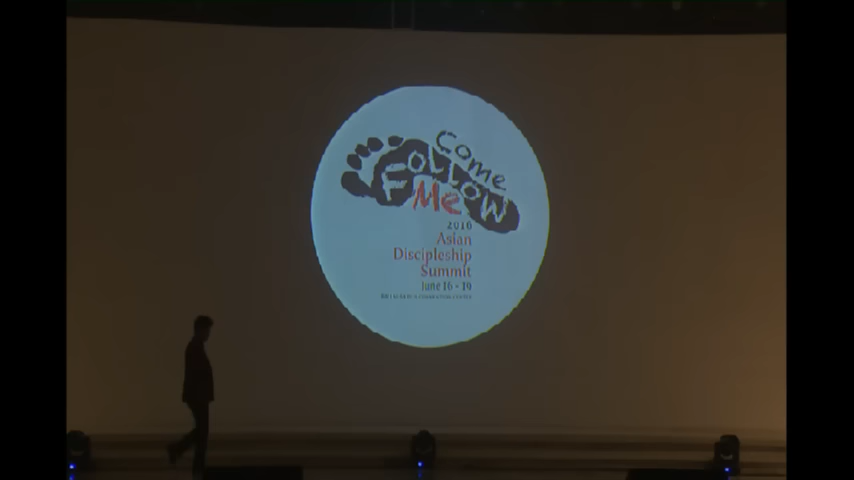 Come
Follow
Me
2010
Asian
Discipleship
Summit
June 16 - 19